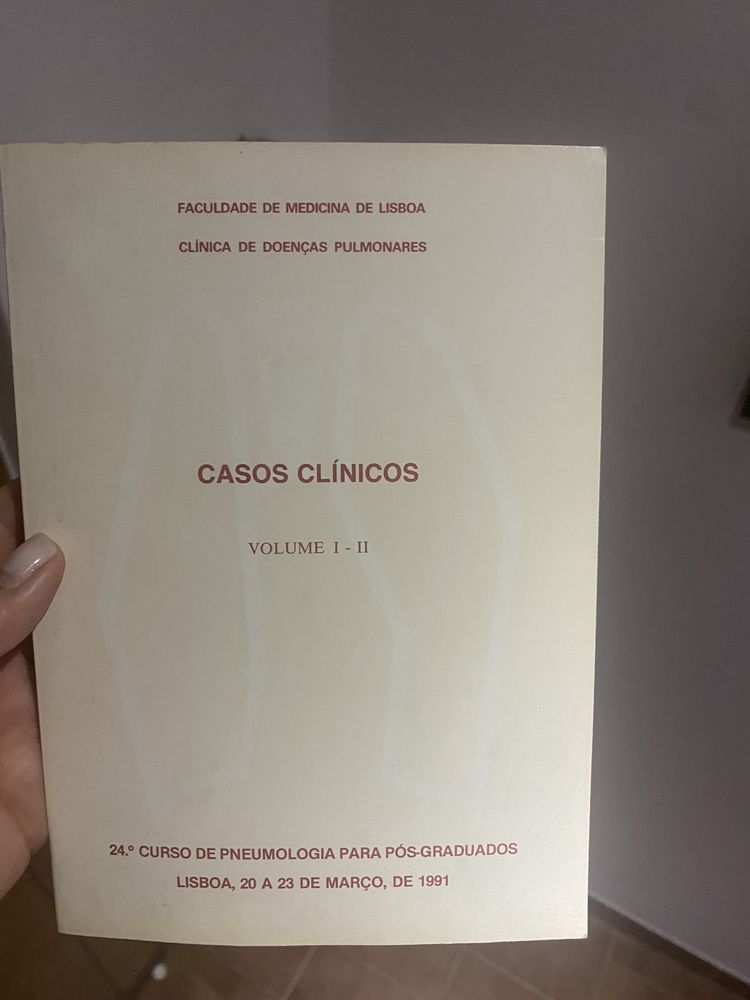 FACULDADE DE MEDICINA DE LISBOA
CLÍNICA DE DOENÇAS PULMONARES
CASOS CLÍNICOS
VOLUME I - II
24.º CURSO DE PNEUMOLOGIA PARA PÓS-GRADUADOS
LISBOA, 20 A 23 DE MARÇO, DE 1991